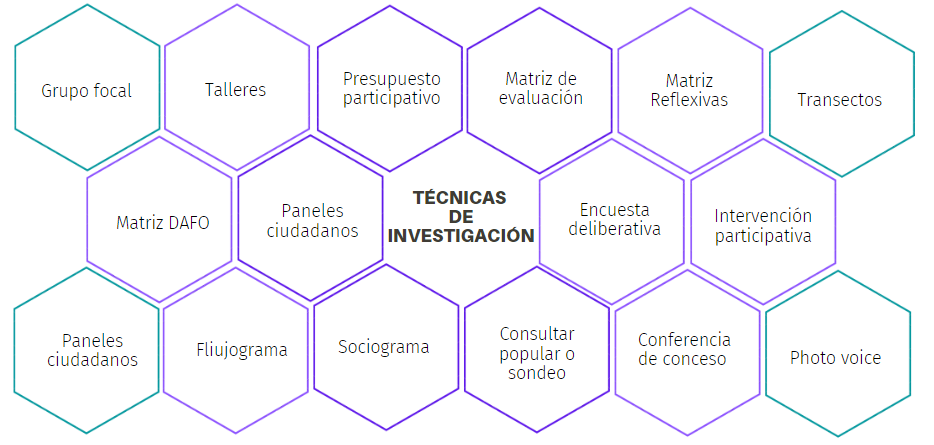 Grupo focal
Talleres
Presupuesto
participativo
Matriz de
evaluación
Matriz
Reflexivas
Transectos
Matriz DAFO
Paneles
ciudadanos
TÉCNICAS
DE
INVESTIGACIÓN
Encuesta
deliberativa
Intervención
participativa
Paneles
ciudadanos
Fliujograma
Sociograma
Consultar
popular o
sondeo
Conferencia
de conceso
Photo voice